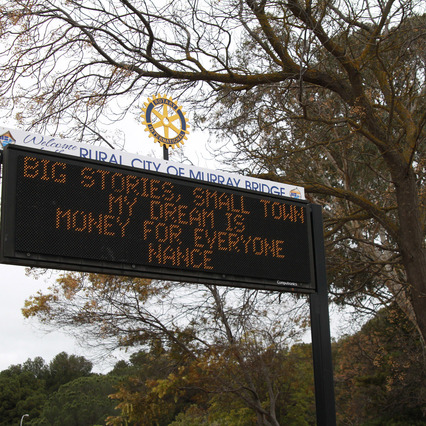 Welcome
RURAL CITY OF MURRAY BRIDGE
BIG STORIES, SMALL TOWN
MY DREAM IS
MONEY FOR EVERYONE
NANCE